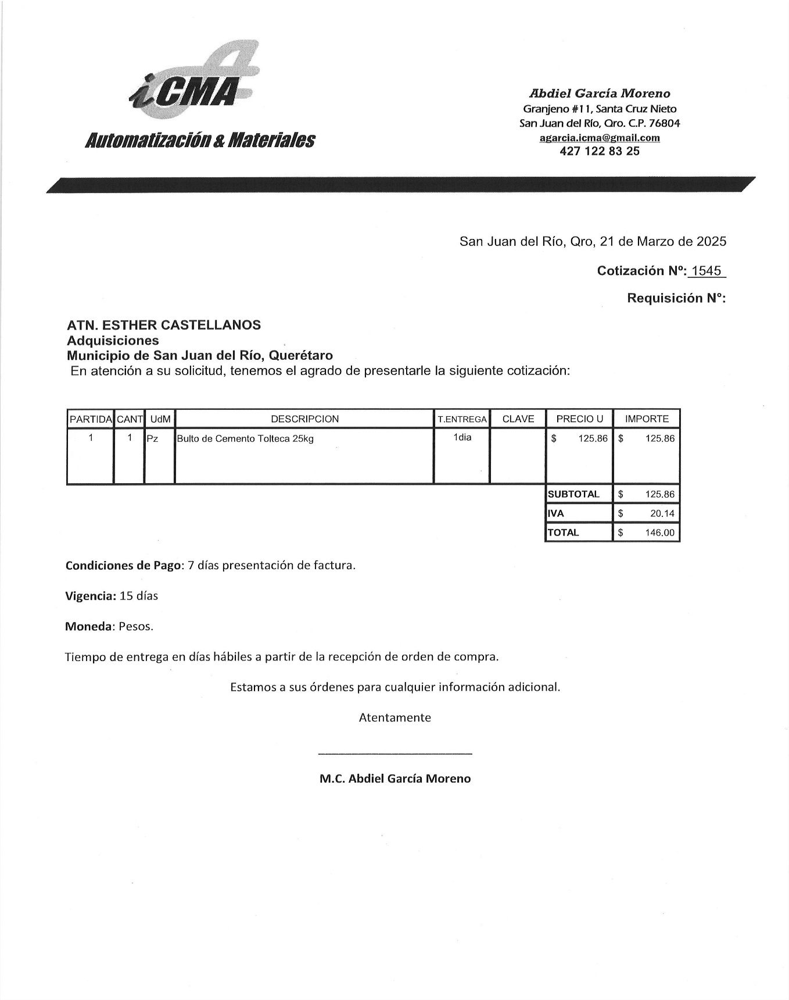 iCMA
Automatización & Materiales
Abdiel García Moreno
Granjeno #11, Santa Cruz Nieto
San Juan del Río, Qro. C.P. 76804
agarcia.icma@gmail.com
427 122 83 25
San Juan del Río, Qro, 21 de Marzo de 2025
Cotización Nº: 1545
Requisición Nº:
ATN. ESTHER CASTELLANOS
Adquisiciones
Municipio de San Juan del Río, Querétaro
En atención a su solicitud, tenemos el agrado de presentarle la siguiente cotización:
PARTIDA CANT UdM DESCRIPCION T.ENTREGA CLAVE PRECIO U IMPORTE
1 1 Pz Bulto de Cemento Tolteca 25kg 1dia $ 125.86 $ 125.86
SUBTOTAL $ 125.86
IVA $ 20.14
TOTAL $ 146.00
Condiciones de Pago: 7 días presentación de factura.
Vigencia: 15 días
Moneda: Pesos.
Tiempo de entrega en días hábiles a partir de la recepción de orden de compra.
Estamos a sus órdenes para cualquier información adicional.
Atentamente
M.C. Abdiel García Moreno